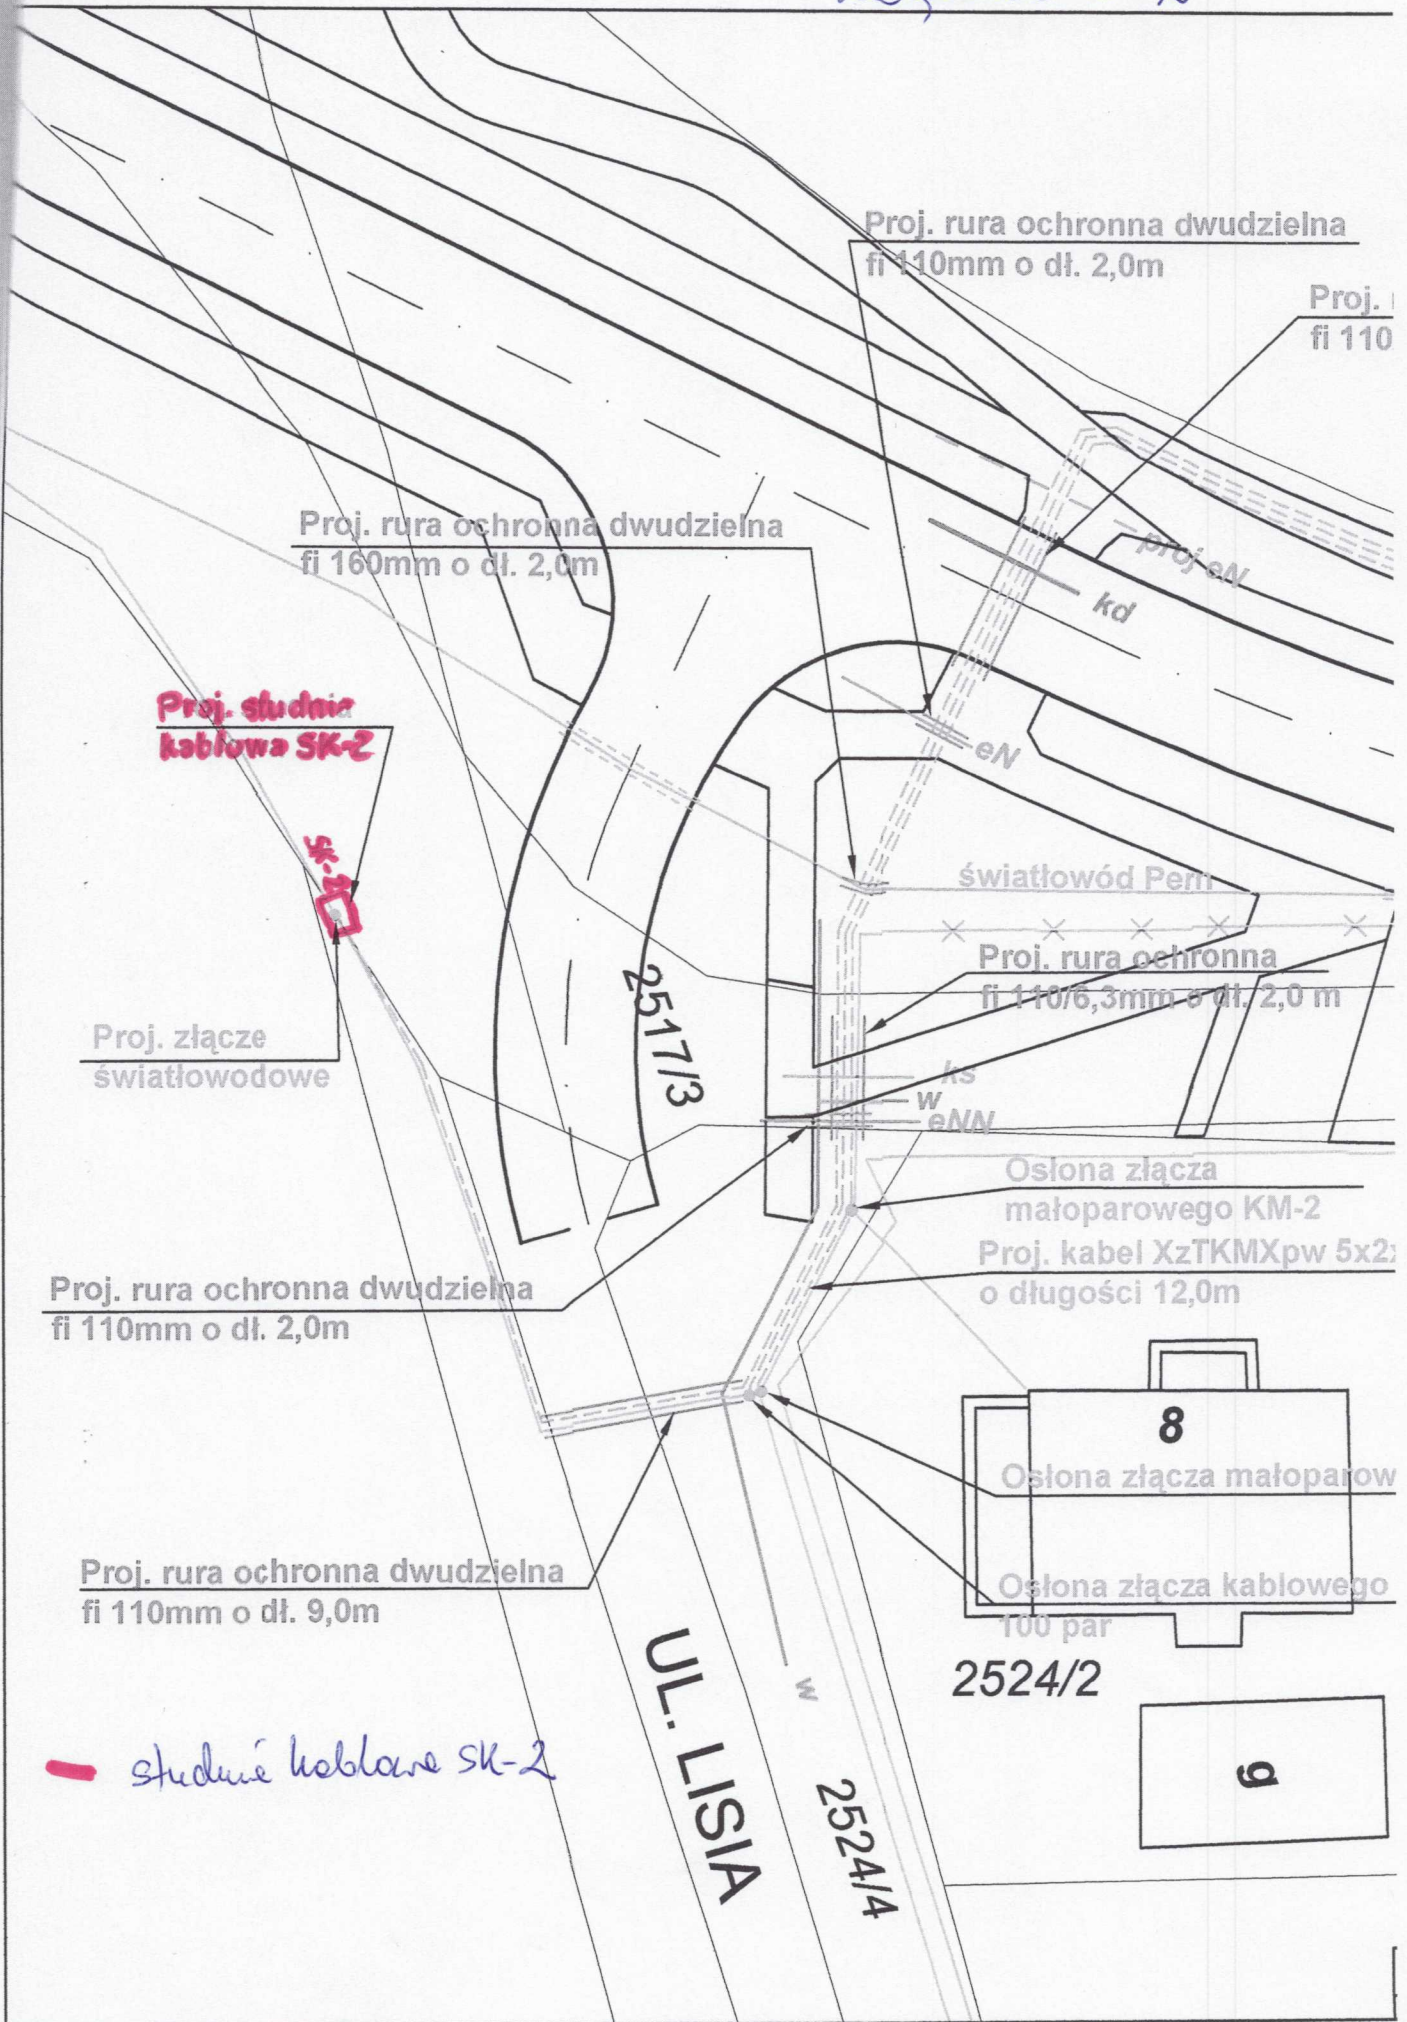 Proj. rura ochronna dwudzielna
fi 110mm o dł. 2,0m
Proj.
fi 110
Proj. rura ochronna dwudzielna
fi 160mm o dł. 2,0m
proj eN
kd
Proj. studnia
kablowa SK-2
eN
SK-2
światłowód Pern
Proj. rura ochronna
fi 110/6,3mm o dł. 2,0 m
2517/3
Proj. złącze
światłowodowe
ks
w
eNN
Osłona złącza
małoparowego KM-2
Proj. kabel XzTKMXpw 5x2x
o długości 12,0m
Proj. rura ochronna dwudzielna
fi 110mm o dł. 2,0m
8
Osłona złącza małoparow
Proj. rura ochronna dwudzielna
fi 110mm o dł. 9,0m
Osłona złącza kablowego
100 par
2524/2
w
UL. LISIA
g
2524/4
studnie kablowe SK-2